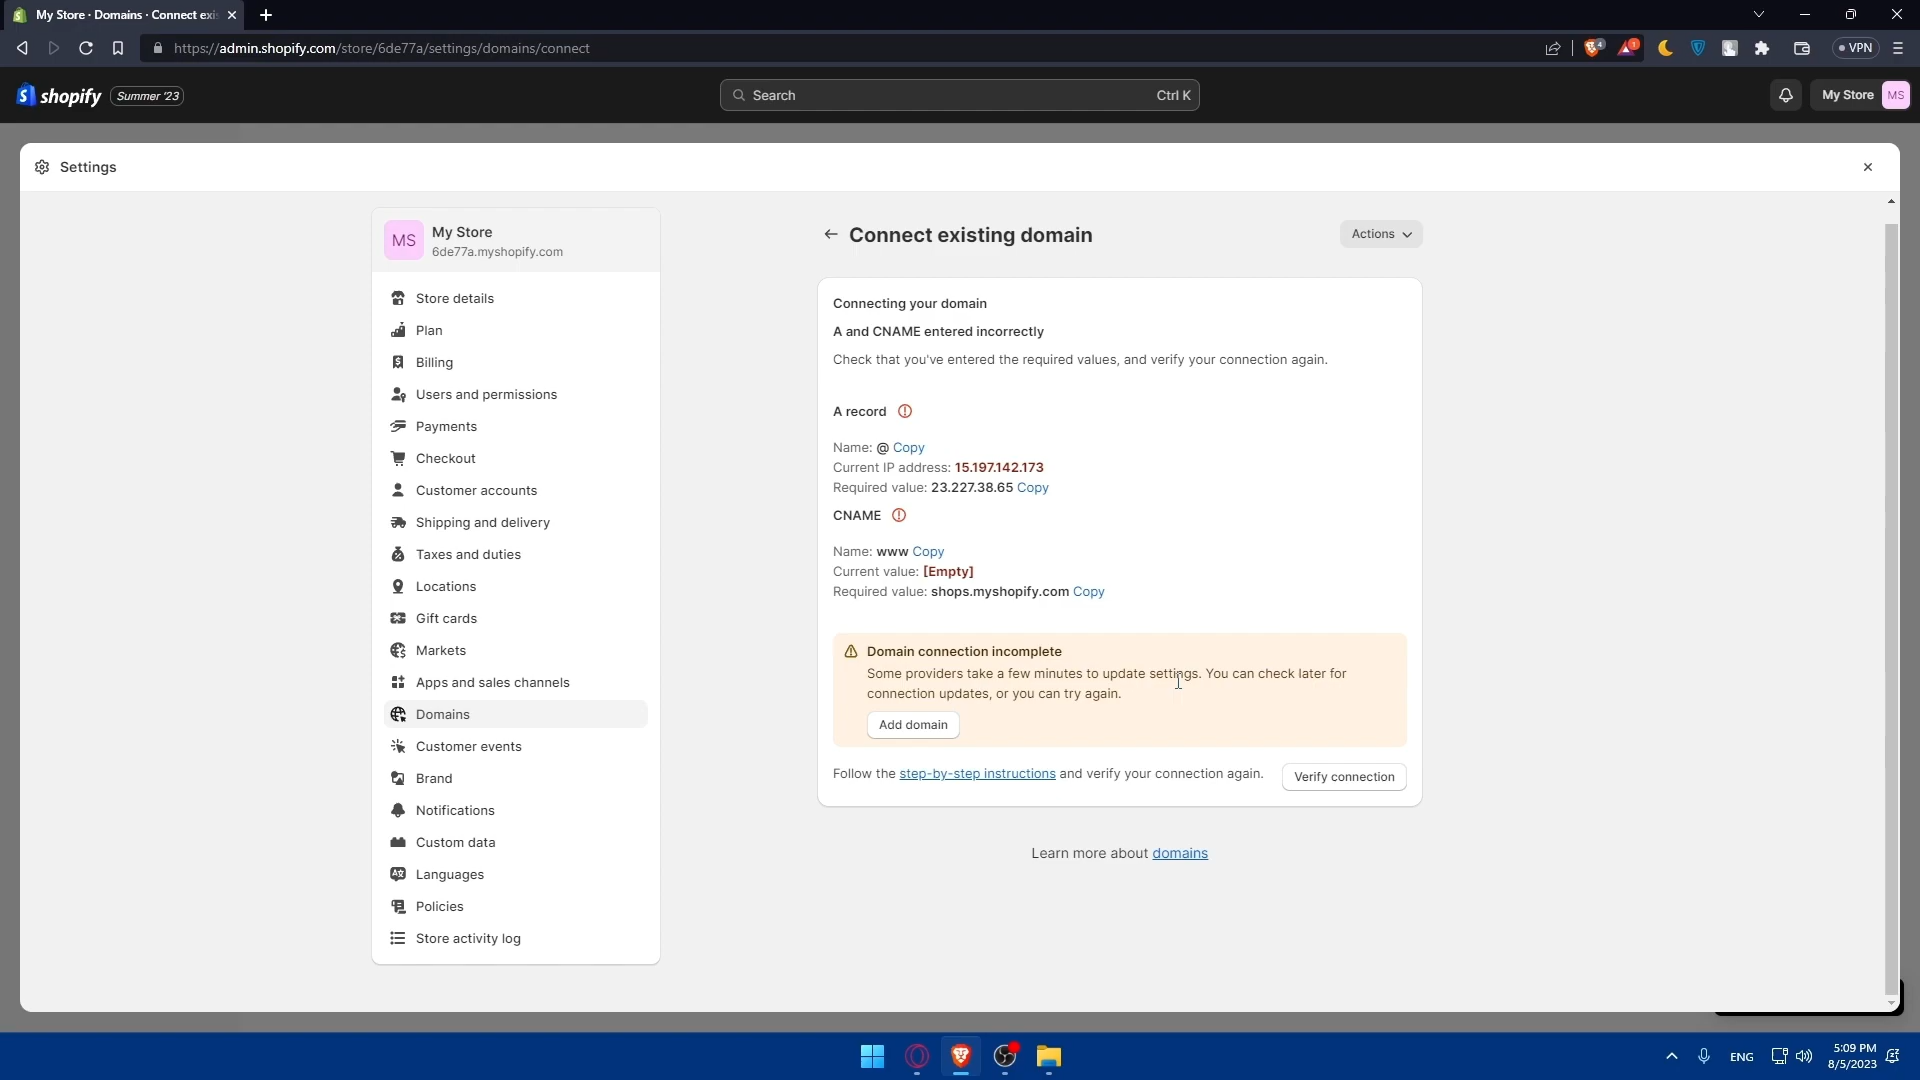 My Store · Domains · Connect exis
https://admin.shopify.com/store/6de77a/settings/domains/connect
4
1
VPN
shopify
Summer '23
Search
Ctrl K
My Store
MS
Settings
MS
My Store
6de77a.myshopify.com
Store details
Plan
Billing
Users and permissions
Payments
Checkout
Customer accounts
Shipping and delivery
Taxes and duties
Locations
Gift cards
Markets
Apps and sales channels
Domains
Customer events
Brand
Notifications
Custom data
Languages
Policies
Store activity log
Connect existing domain
Actions
Connecting your domain
A and CNAME entered incorrectly
Check that you've entered the required values, and verify your connection again.
A record
Name: @ Copy
Current IP address: 15.197.142.173
Required value: 23.227.38.65 Copy
CNAME
Name: www Copy
Current value: [Empty]
Required value: shops.myshopify.com Copy
Domain connection incomplete
Some providers take a few minutes to update settings. You can check later for
connection updates, or you can try again.
Add domain
Follow the step-by-step instructions and verify your connection again.
Verify connection
Learn more about domains
ENG
5:09 PM
8/5/2023